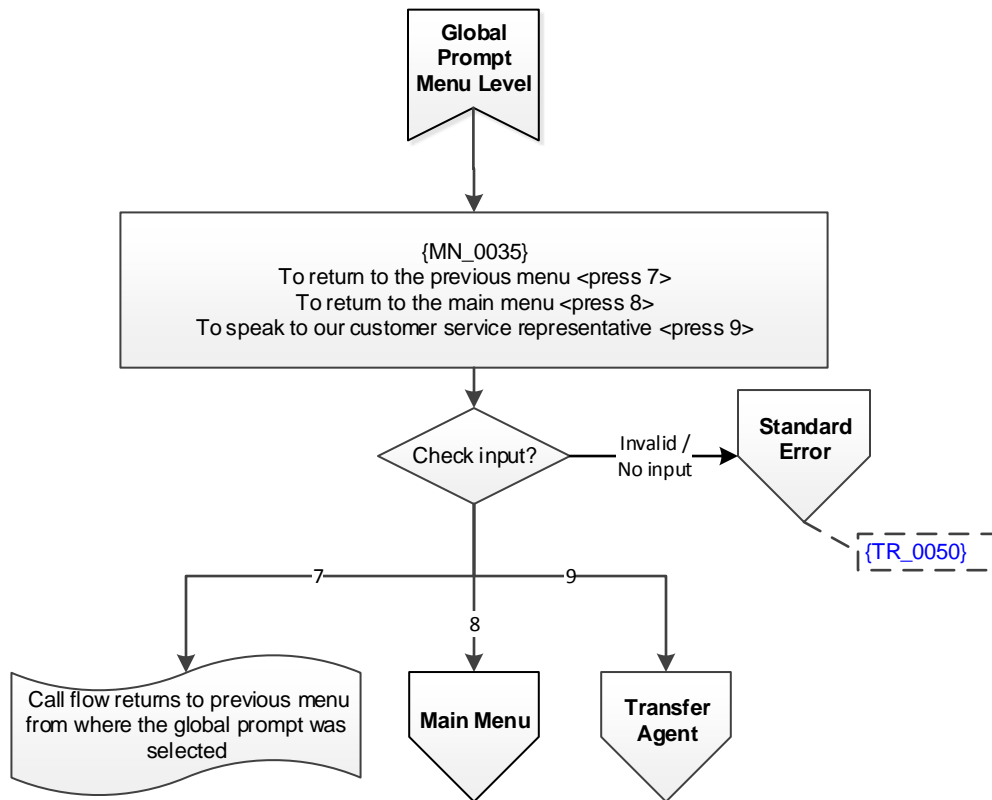 Global
Prompt
Menu Level
{MN_0035}
To return to the previous menu <press 7>
To return to the main menu <press 8>
To speak to our customer service representative <press 9>
Check input?
Invalid /
No input
Standard
Error
{TR_0050}
7
9
8
Call flow returns to previous menu
from where the global prompt was
selected
Main Menu
Transfer
Agent